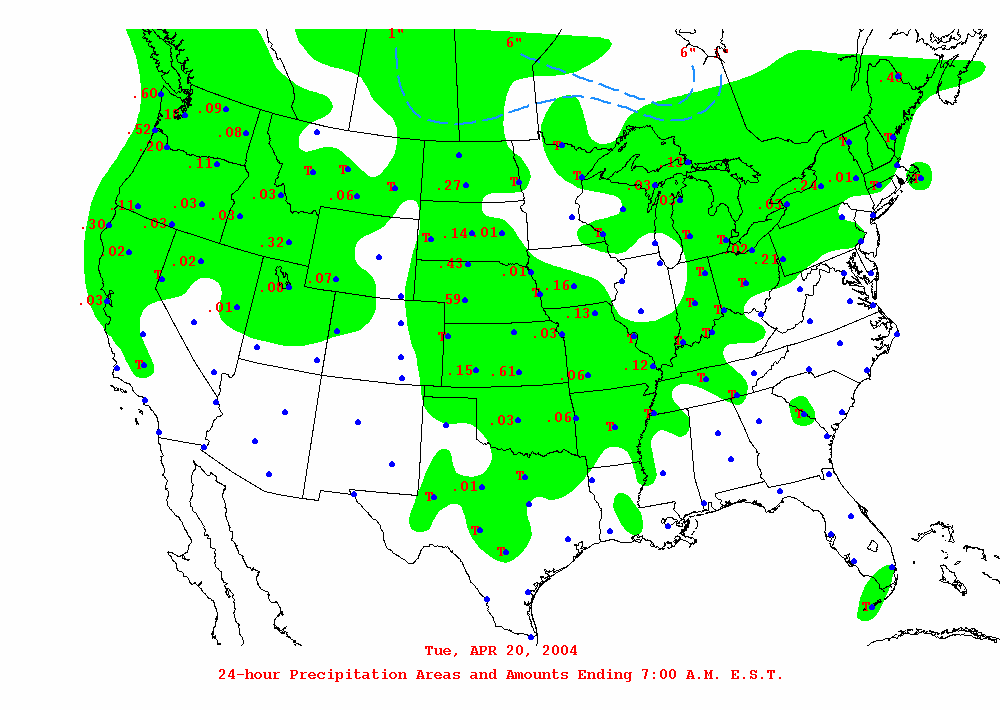 1"
6"
6"
.60
.09
.52
.08
.20
.11
T
T
.11
.03
T
T
T
T
.4
T
.24
.01
T
T
.03
.06
.27
T
.03
.03
.11
.03
.03
.03
.30
.02
.32
T
.14
.01
T
T
T
.02
.21
.02
T
.43
.01
T
T
.03
.01
.07
.59
T
.16
.13
T
T
T
T
.03
T
T
T
.15
.61
.06
.12
T
T
.03
.06
T
T
T
T
.01
T
T
T
T
Tue, APR 20, 2004
24-hour Precipitation Areas and Amounts Ending 7:00 A.M. E.S.T.